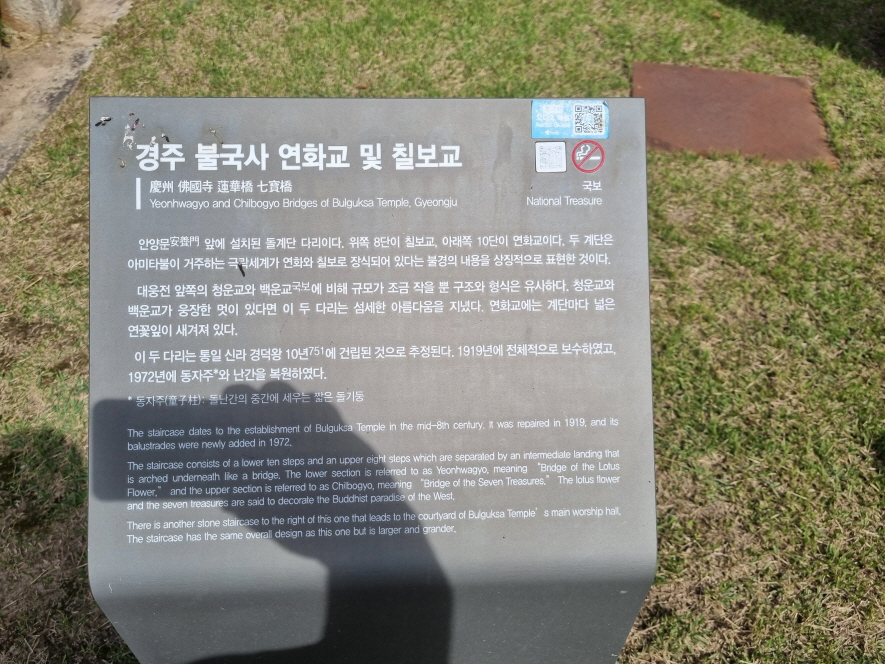 경주 불국사 연화교 및 칠보교
慶州 佛國寺 蓮華橋 七寶橋
Yeonhwagyo and Chilbogyo Bridges of Bulguksa Temple, Gyeongju
국보
National Treasure
안양문安養門 앞에 설치된 돌계단 다리이다. 위쪽 8단이 칠보교, 아래쪽 10단이 연화교이다. 두 계단은
아미타불이 거주하는 극락세계가 연화와 칠보로 장식되어 있다는 불경의 내용을 상징적으로 표현한 것이다.
대웅전 앞쪽의 청운교와 백운교국보에 비해 규모가 조금 작을 뿐 구조와 형식은 유사하다. 청운교와
백운교가 웅장한 멋이 있다면 이 두 다리는 섬세한 아름다움을 지녔다. 연화교에는 계단마다 넓은
연꽃잎이 새겨져 있다.
이 두 다리는 통일 신라 경덕왕 10년751에 건립된 것으로 추정된다. 1919년에 전체적으로 보수하였고,
1972년에 동자주*와 난간을 복원하였다.
* 동자주(童子柱): 돌난간의 중간에 세우는 짧은 돌기둥
The staircase dates to the establishment of Bulguksa Temple in the mid-8th century. It was repaired in 1919, and its
balustrades were newly added in 1972.
The staircase consists of a lower ten steps and an upper eight steps which are separated by an intermediate landing that
is arched underneath like a bridge. The lower section is referred to as Yeonhwagyo, meaning “Bridge of the Lotus
Flower,” and the upper section is referred to as Chilbogyo, meaning “Bridge of the Seven Treasures.” The lotus flower
and the seven treasures are said to decorate the Buddhist paradise of the West.
There is another stone staircase to the right of this one that leads to the courtyard of Bulguksa Temple’s main worship hall.
The staircase has the same overall design as this one but is larger and grander.